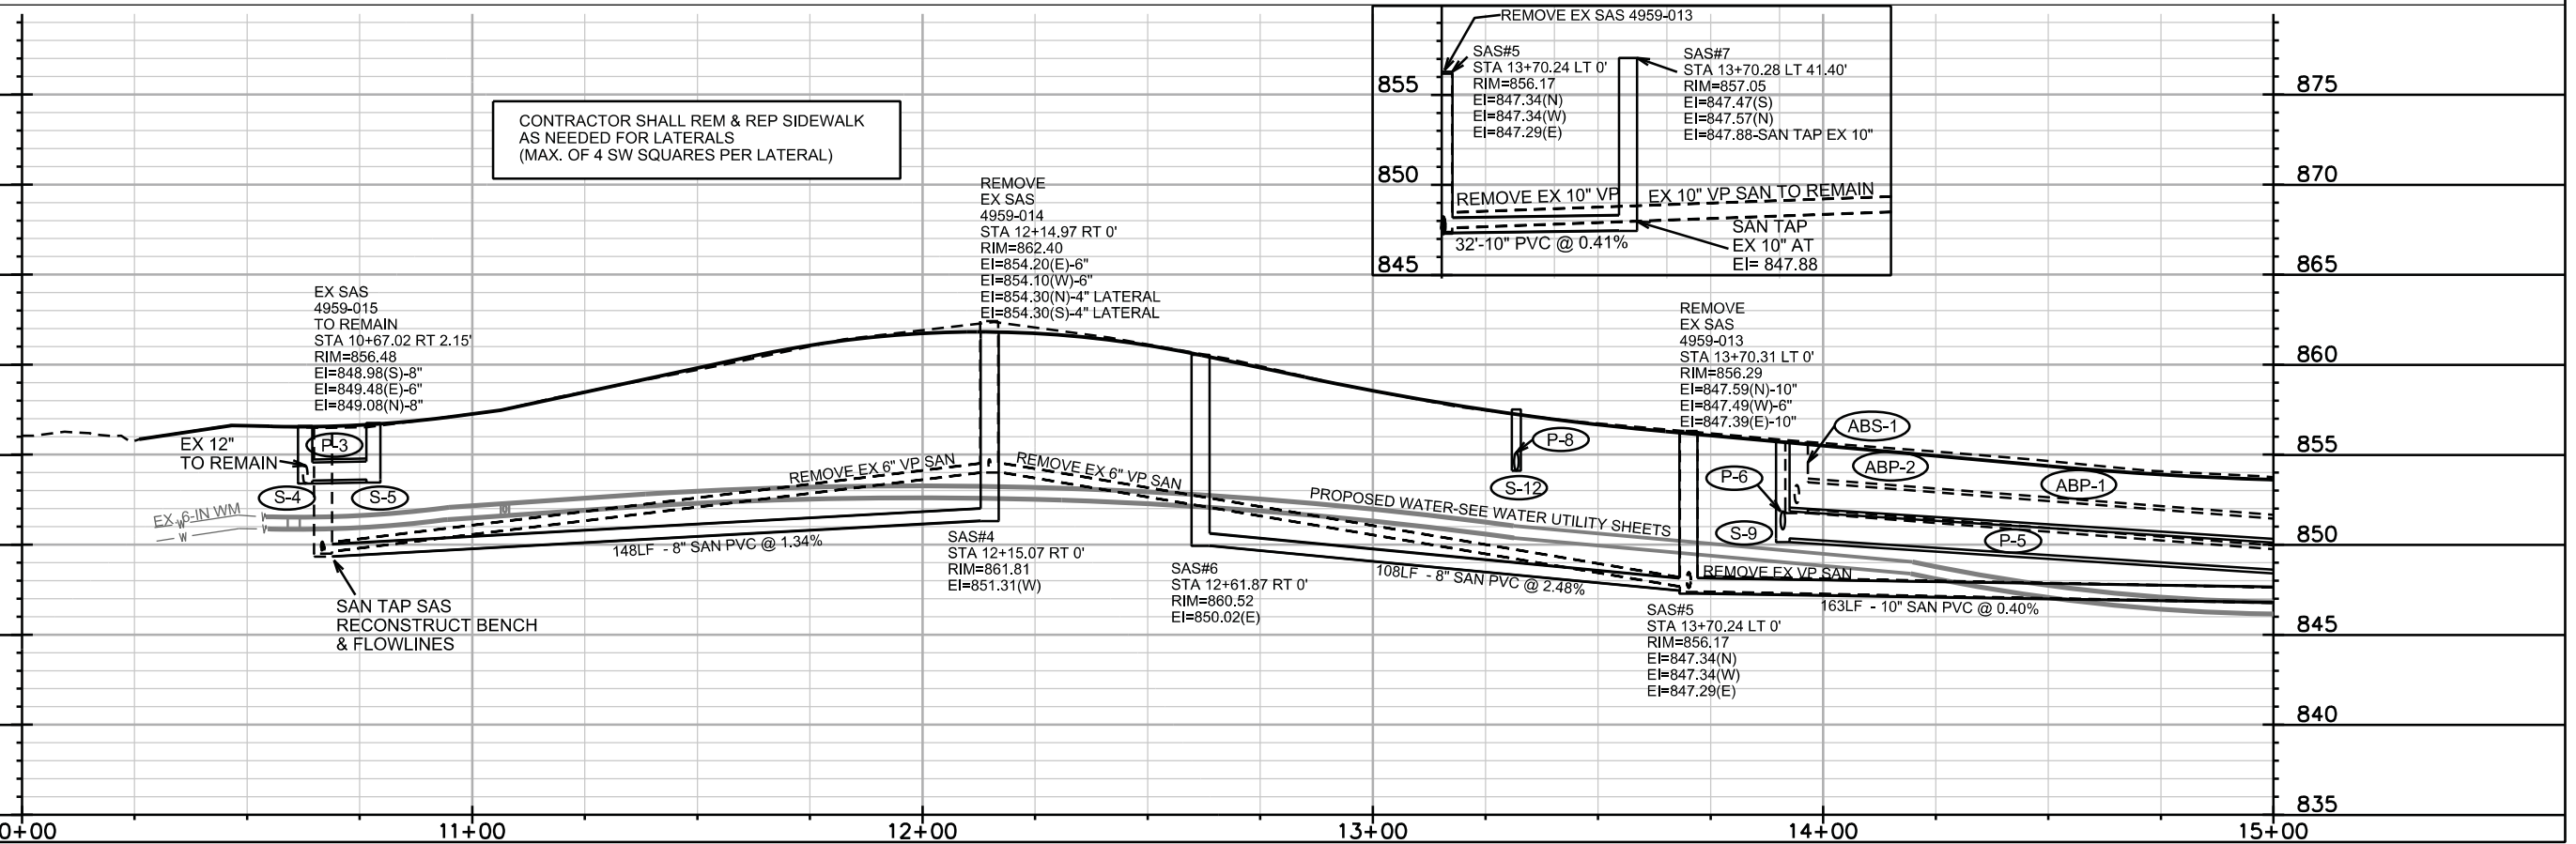 REMOVE EX SAS 4959-013
SAS#5
STA 13+70.24 LT 0'
RIM=856.17
EI=847.34(N)
EI=847.34(W)
EI=847.29(E)
SAS#7
STA 13+70.28 LT 41.40'
RIM=857.05
EI=847.47(S)
EI=847.57(N)
EI=847.88-SAN TAP EX 10"
855
850
845
REMOVE EX 10" VP
EX 10" VP SAN TO REMAIN
32'-10" PVC @ 0.41%
SAN TAP
EX 10" AT
EI= 847.88
CONTRACTOR SHALL REM & REP SIDEWALK
AS NEEDED FOR LATERALS
(MAX. OF 4 SW SQUARES PER LATERAL)
REMOVE
EX SAS
4959-014
STA 12+14.97 RT 0'
RIM=862.40
EI=854.20(E)-6"
EI=854.10(W)-6"
EI=854.30(N)-4" LATERAL
EI=854.30(S)-4" LATERAL
EX SAS
4959-015
TO REMAIN
STA 10+67.02 RT 2.15'
RIM=856.48
EI=848.98(S)-8"
EI=849.48(E)-6"
EI=849.08(N)-8"
REMOVE
EX SAS
4959-013
STA 13+70.31 LT 0'
RIM=856.29
EI=847.59(N)-10"
EI=847.49(W)-6"
EI=847.39(E)-10"
EX 12"
TO REMAIN
P-3
S-4
S-5
EX 6-IN WM
W
W
W
W
REMOVE EX 6" VP SAN
REMOVE EX 6" VP SAN
P-8
S-12
ABS-1
ABP-2
ABP-1
P-6
S-9
P-5
PROPOSED WATER-SEE WATER UTILITY SHEETS
148LF - 8" SAN PVC @ 1.34%
108LF - 8" SAN PVC @ 2.48%
REMOVE EX VP SAN
163LF - 10" SAN PVC @ 0.40%
SAN TAP SAS
RECONSTRUCT BENCH
& FLOWLINES
SAS#4
STA 12+15.07 RT 0'
RIM=861.81
EI=851.31(W)
SAS#6
STA 12+61.87 RT 0'
RIM=860.52
EI=850.02(E)
SAS#5
STA 13+70.24 LT 0'
RIM=856.17
EI=847.34(N)
EI=847.34(W)
EI=847.29(E)
875
870
865
860
855
850
845
840
835
0+00
11+00
12+00
13+00
14+00
15+00